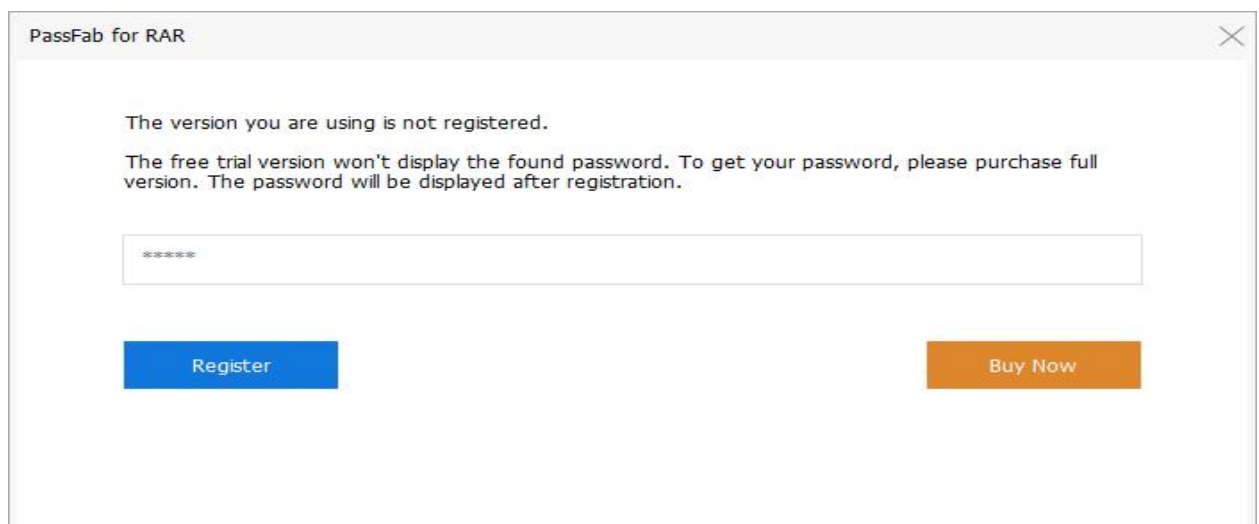 PassFab for RAR
The version you are using is not registered.
The free trial version won't display the found password. To get your password, please purchase full
version. The password will be displayed after registration.
*****
Register
Buy Now